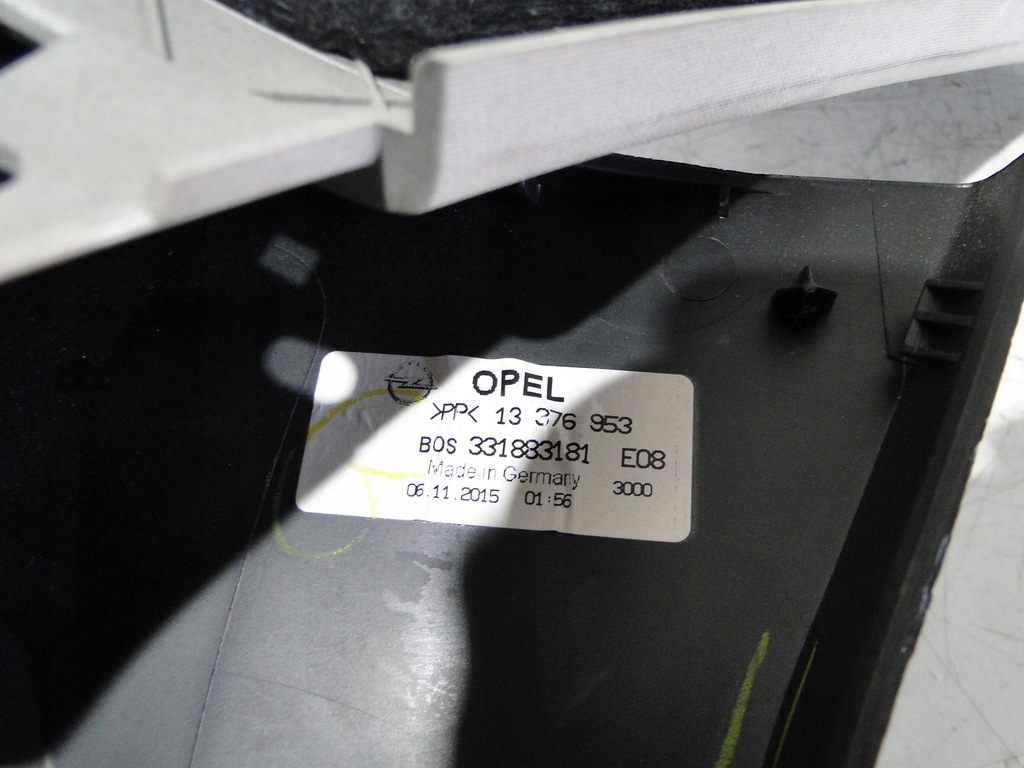 OPEL
>PP< 13 376 953
BOS 331883181 E08
Made in Germany
06.11.2015 01:56 3000